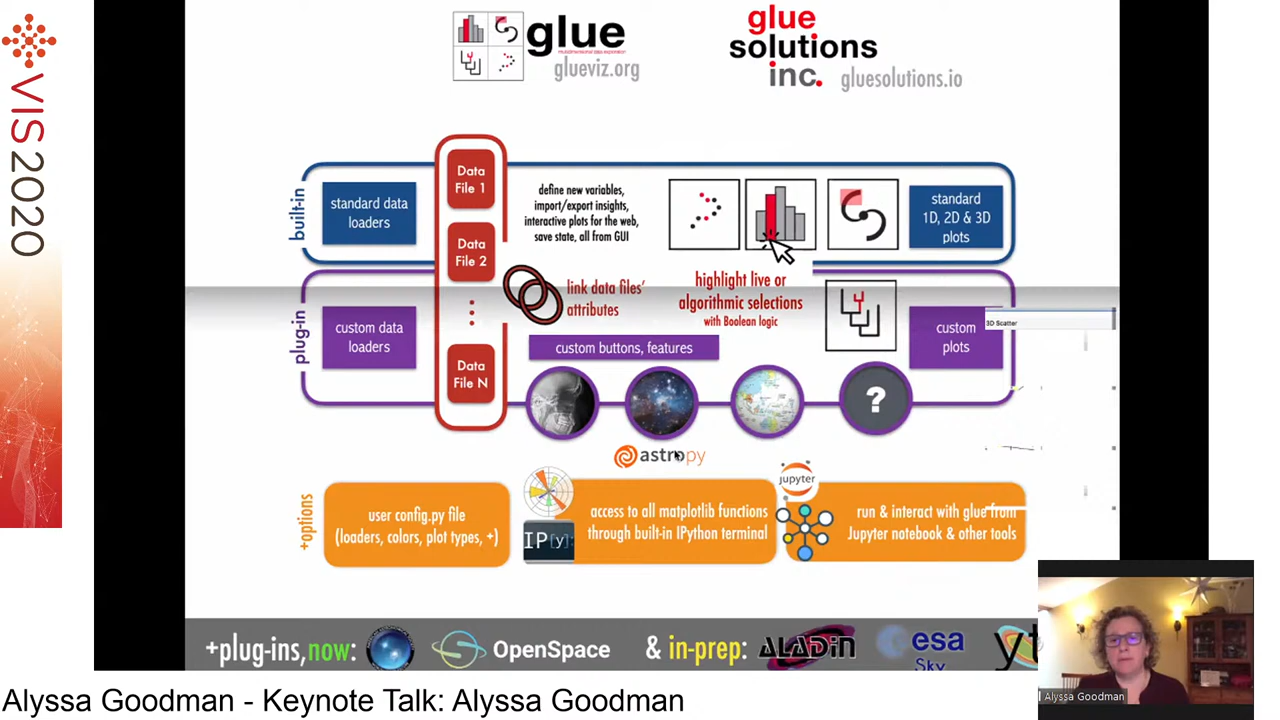 VIS2020
glue
glueviz.org
glue
solutions
inc.
gluesolutions.io
built-in
standard data
loaders
Data
File 1
Data
File 2
define new variables,
import/export insights,
interactive plots for the web,
save state, all from GUI
standard
1D, 2D & 3D
plots
plug-in
custom data
loaders
Data
File N
link data files'
attributes
highlight live or
algorithmic selections
with Boolean logic
custom
plots
3D Scatter
custom buttons, features
?
astropy
+options
user config.py file
(loaders, colors, plot types, +)
IP[y]:
access to all matplotlib functions
through built-in IPython terminal
jupyter
run & interact with glue from
Jupyter notebook & other tools
+plug-ins,now:
OpenSpace
& in-prep:
ALADIN
esa
Sky
yt
Alyssa Goodman
Alyssa Goodman - Keynote Talk: Alyssa Goodman